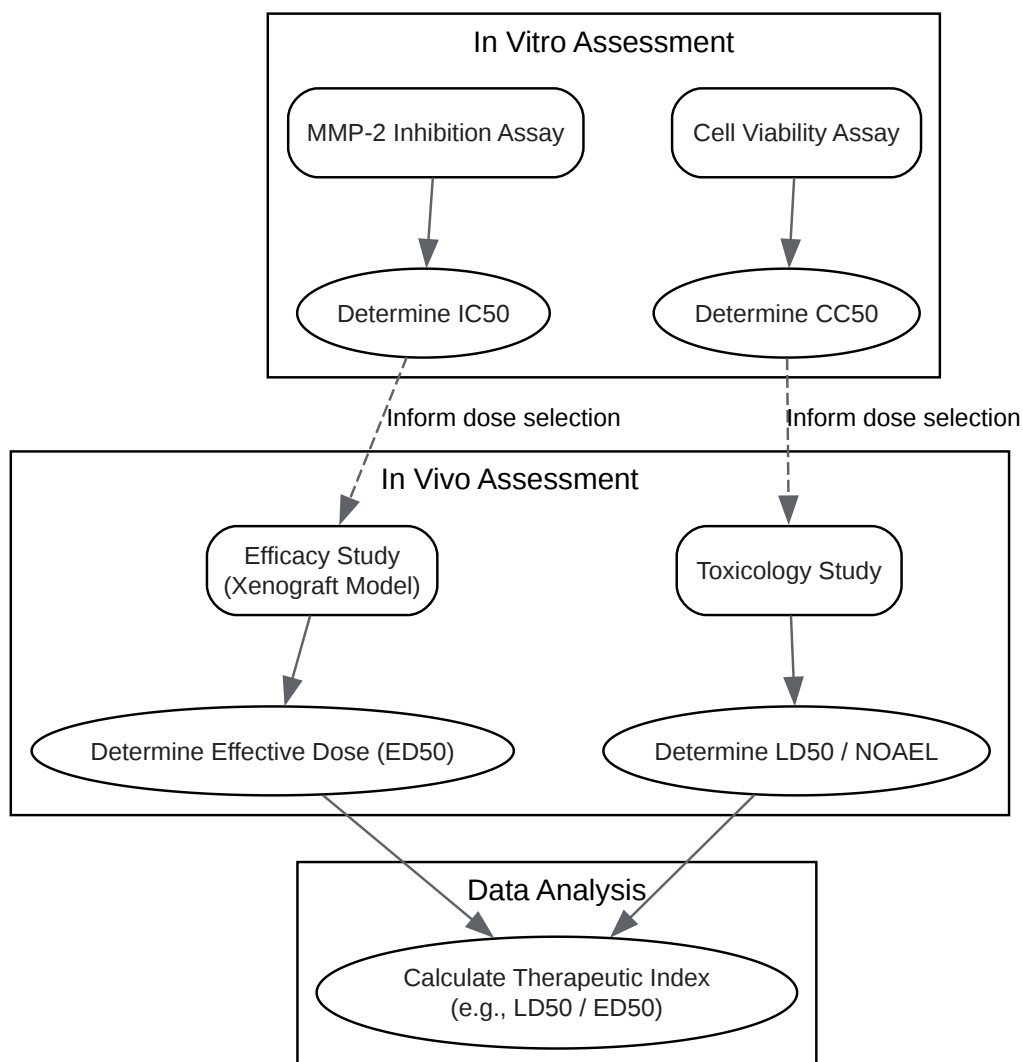 In Vitro Assessment
MMP-2 Inhibition Assay
Cell Viability Assay
Determine IC50
Determine CC50
Inform dose selection
Inform dose selection
In Vivo Assessment
Efficacy Study
(Xenograft Model)
Toxicology Study
Determine Effective Dose (ED50)
Determine LD50 / NOAEL
Data Analysis
Calculate Therapeutic Index
(e.g., LD50 / ED50)